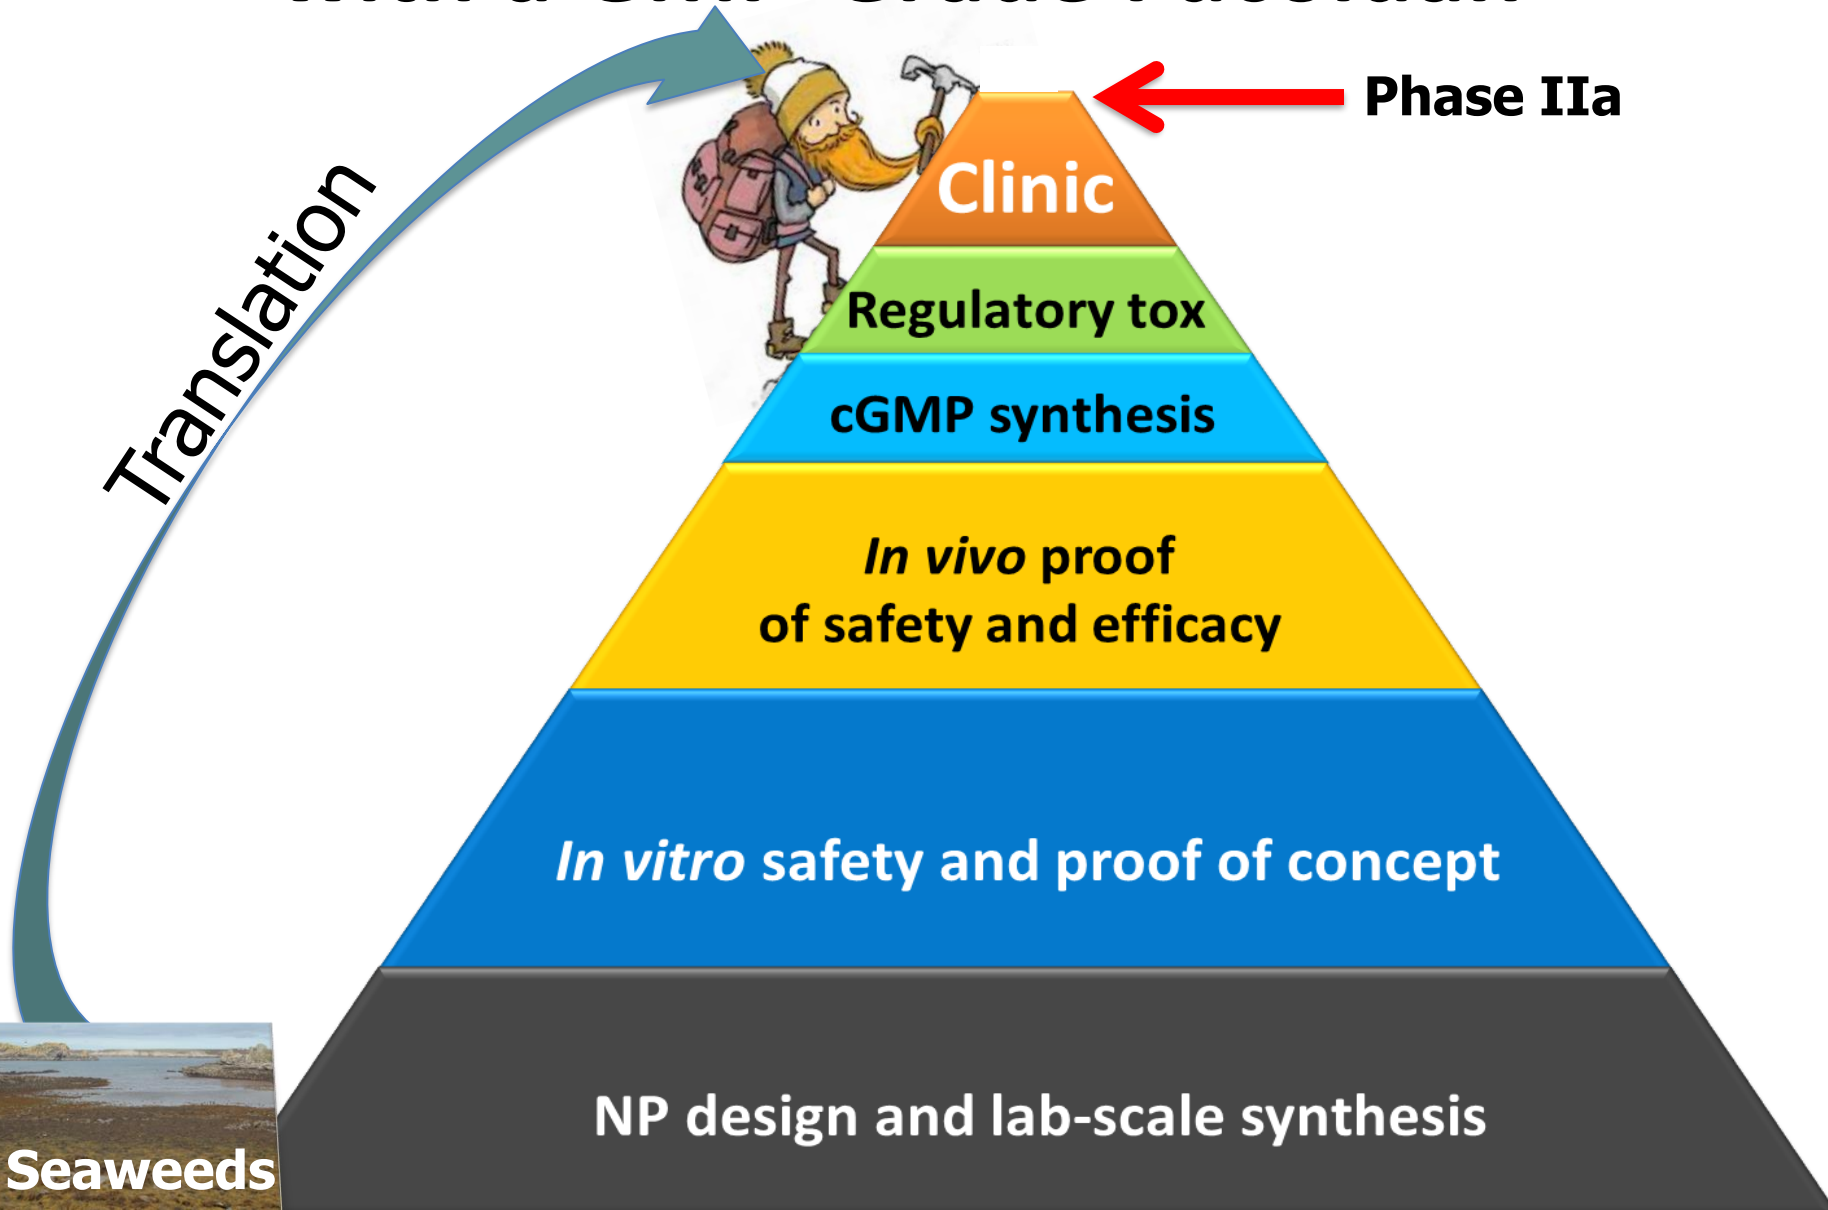 Phase IIa
Clinic
Translation
Regulatory tox
cGMP synthesis
In vivo proof
of safety and efficacy
In vitro safety and proof of concept
NP design and lab-scale synthesis
Seaweeds